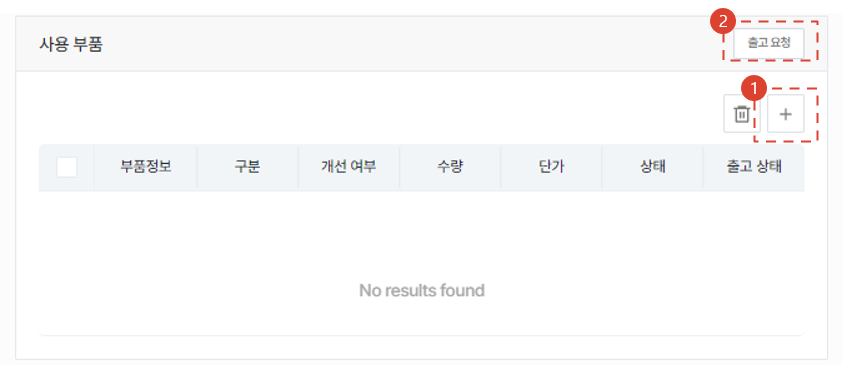 2
사용 부품
출고 요청
1
부품정보 구분 개선 여부 수량 단가 상태 출고 상태
No results found